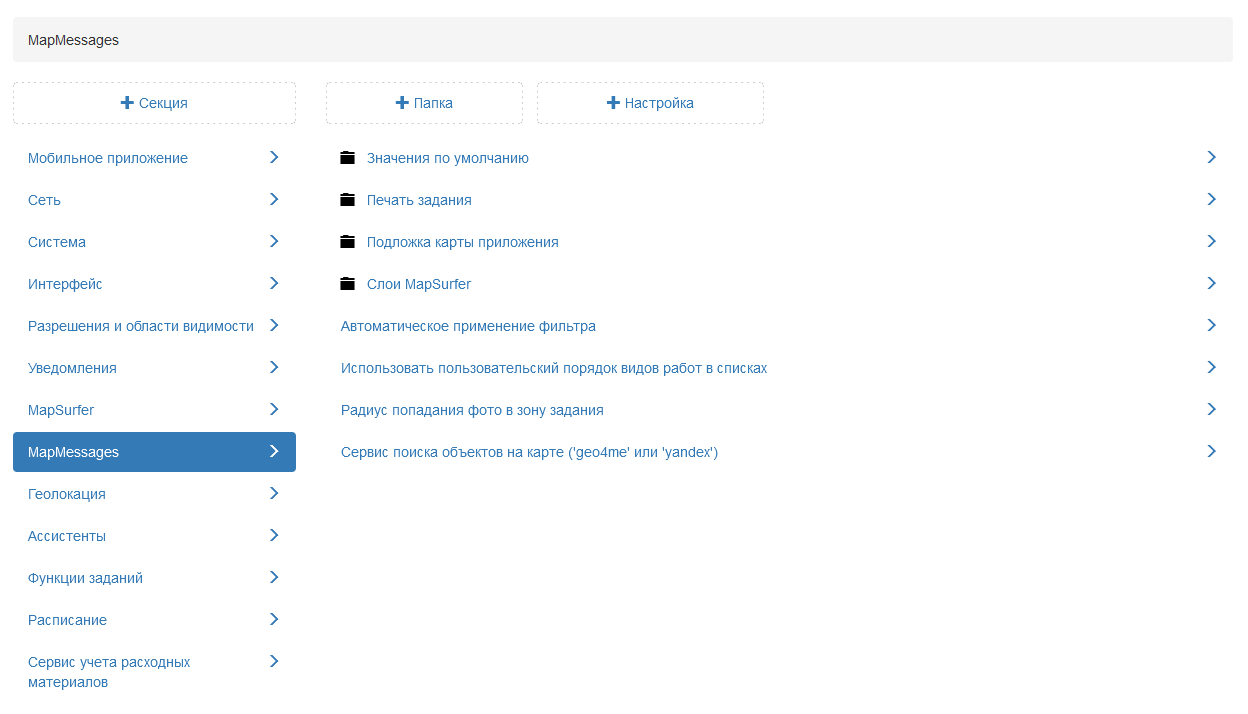 MapMessages
Секция
Папка
Настройка
Мобильное приложение
Сеть
Система
Интерфейс
Разрешения и области видимости
Уведомления
MapSurfer
MapMessages
Геолокация
Ассистенты
Функции заданий
Расписание
Сервис учета расходных
материалов
Значения по умолчанию
Печать задания
Подложка карты приложения
Слои MapSurfer
Автоматическое применение фильтра
Использовать пользовательский порядок видов работ в списках
Радиус попадания фото в зону задания
Сервис поиска объектов на карте ('geo4me' или 'yandex')